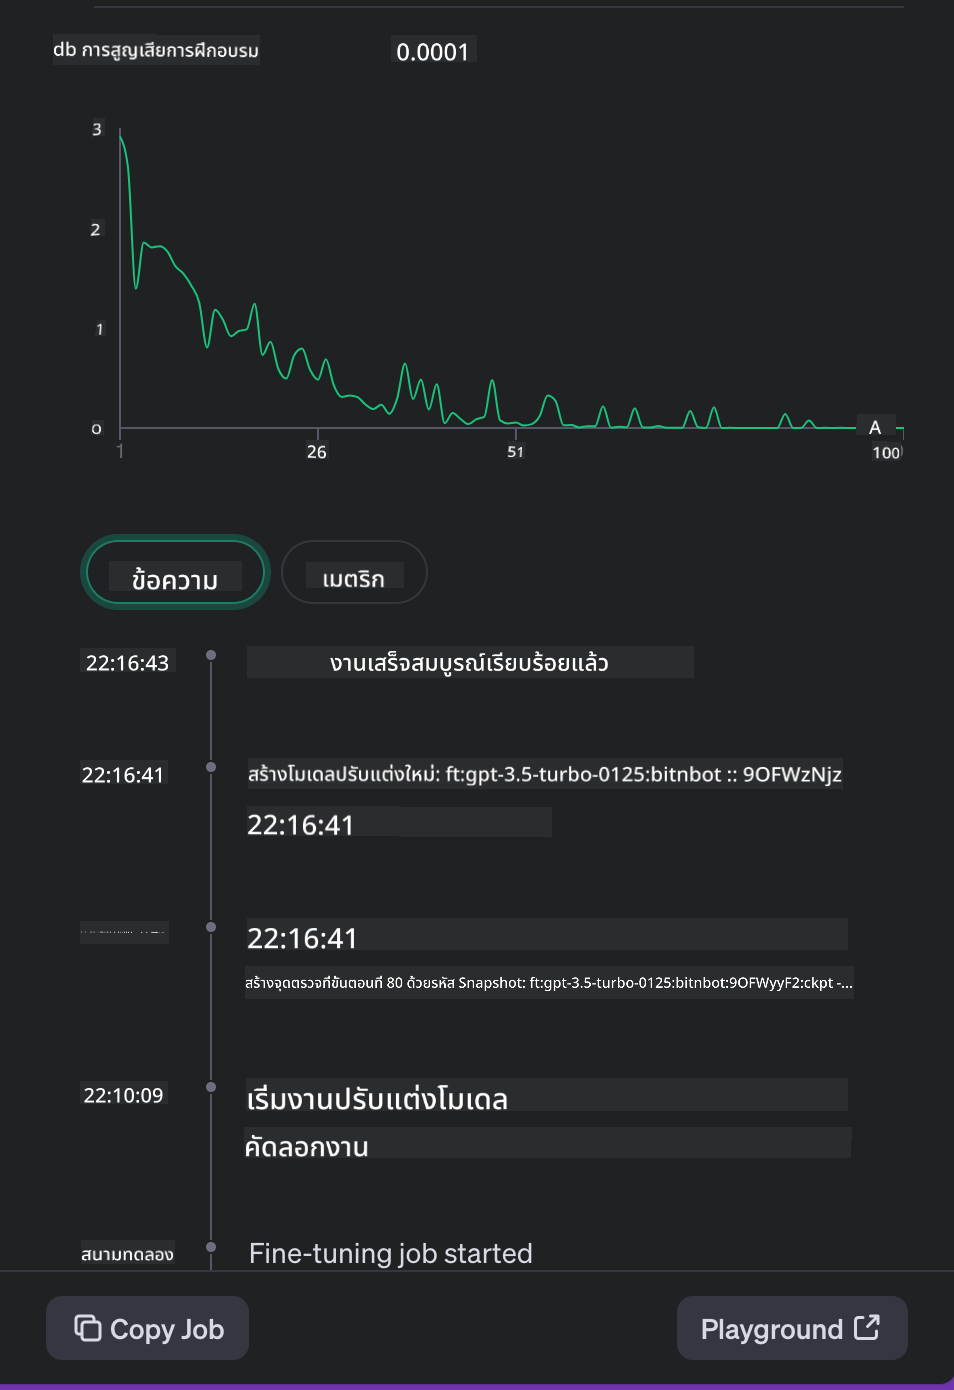 db การสูญเสียการฝึกอบรม 0.0001
3
2
1
0
1 26 51 100
A
ข้อความ เมตริก
22:16:43 งานเสร็จสมบูรณ์เรียบร้อยแล้ว
22:16:41 สร้างโมเดลปรับแต่งใหม่: ft:gpt-3.5-turbo-0125:bitnbot :: 9OFWzNjz
22:16:41
22:16:41
สร้างจุดตรวจที่ขั้นตอนที่ 80 ด้วยรหัส Snapshot: ft:gpt-3.5-turbo-0125:bitnbot:9OFWyyF2:ckpt -...
22:10:09 เริ่มงานปรับแต่งโมเดล
คัดลอกงาน
สนามทดลอง Fine-tuning job started
Copy Job Playground